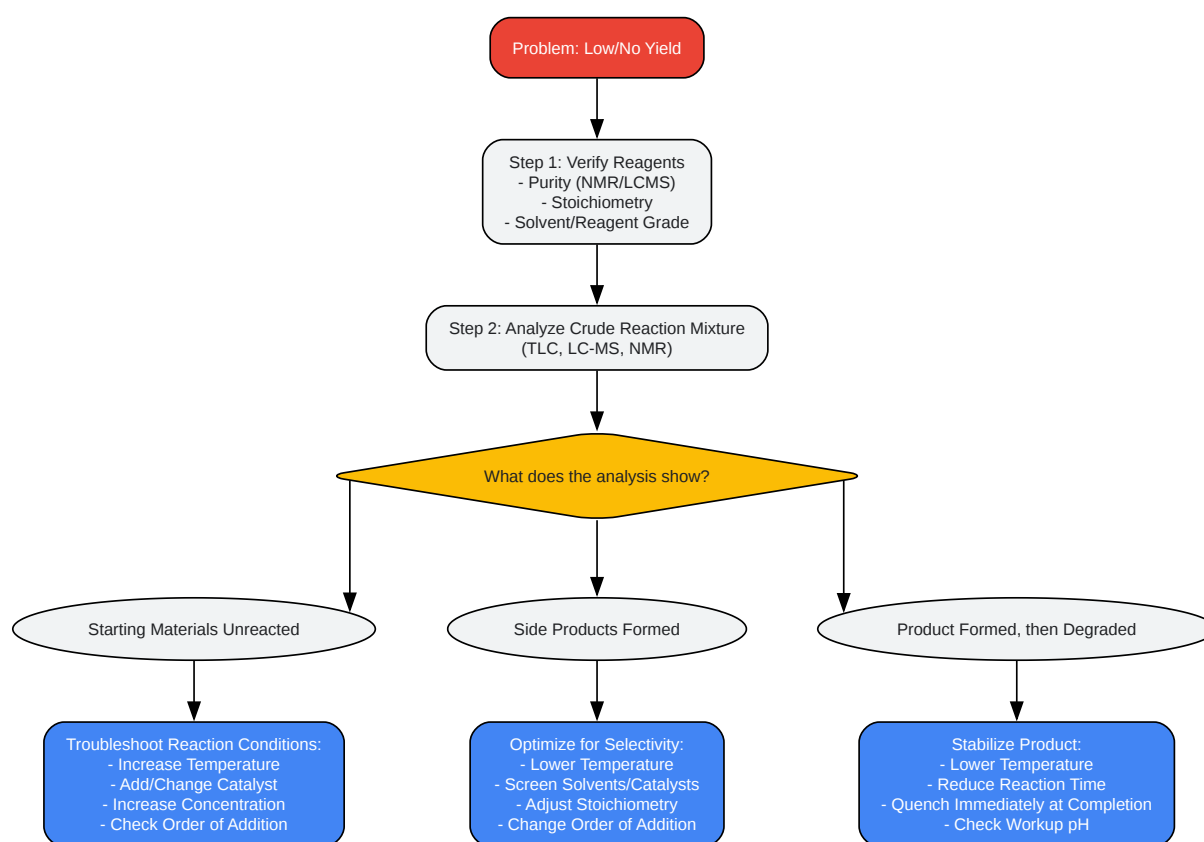 Problem: Low/No Yield
Step 1: Verify Reagents
- Purity (NMR/LCMS)
- Stoichiometry
- Solvent/Reagent Grade
Step 2: Analyze Crude Reaction Mixture
(TLC, LC-MS, NMR)
What does the analysis show?
Starting Materials Unreacted
Side Products Formed
Product Formed, then Degraded
Troubleshoot Reaction Conditions:
- Increase Temperature
- Add/Change Catalyst
- Increase Concentration
- Check Order of Addition
Optimize for Selectivity:
- Lower Temperature
- Screen Solvents/Catalysts
- Adjust Stoichiometry
- Change Order of Addition
Stabilize Product:
- Lower Temperature
- Reduce Reaction Time
- Quench Immediately at Completion
- Check Workup pH